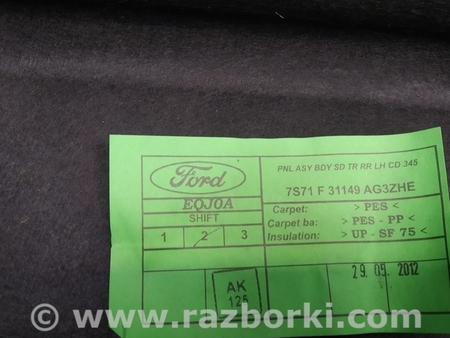 Ford
EQJ0A
SHIFT
1 2 3
PNL ASY BDY SD TR RR LH CD 345
7S71 F 31149 AG3ZHE
Carpet: > PES <
Carpet ba: > PES - PP <
Insulation: > UP - SF 75 <
AK
125
29.05.2012
© www.razborki.com